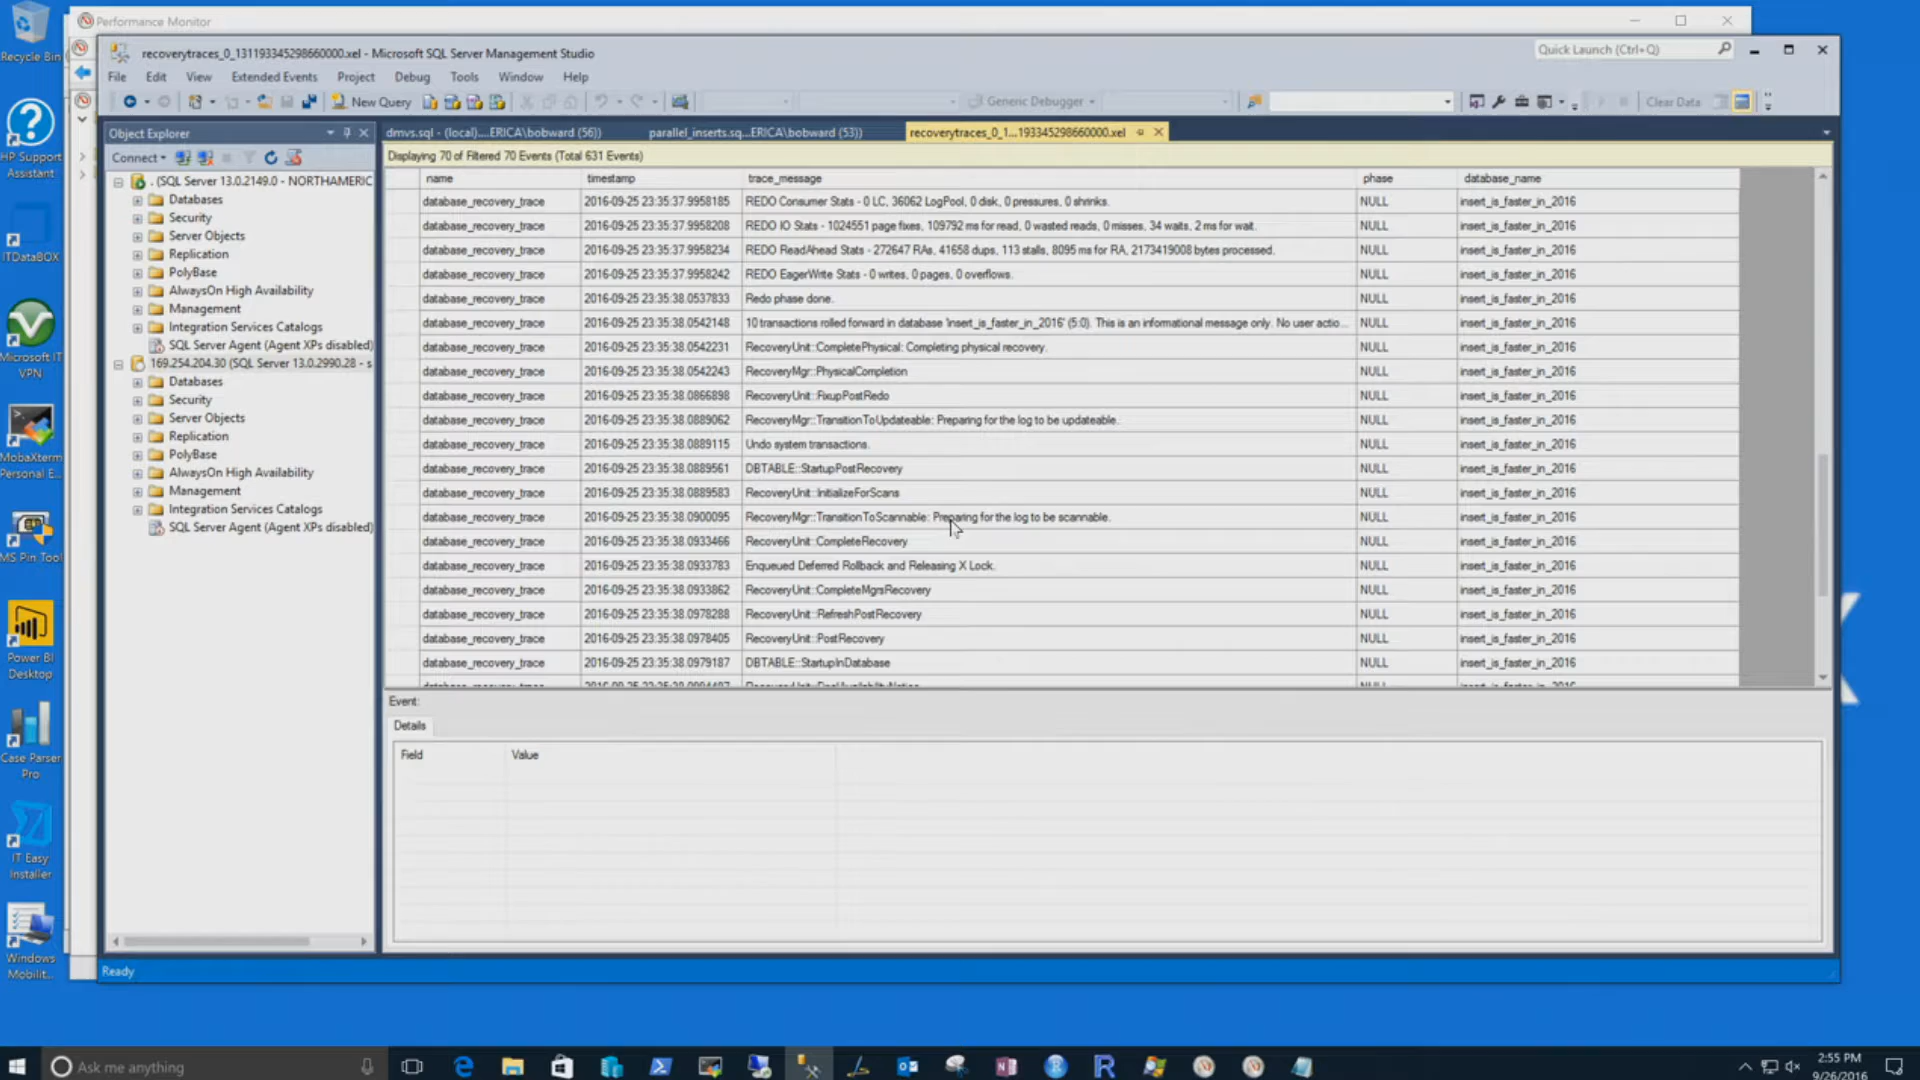 Recycle Bin
Performance Monitor
recoverytraces_0_131193345298660000.xel - Microsoft SQL Server Management Studio
Quick Launch (Ctrl+Q)
File Edit View Extended Events Project Debug Tools Window Help
New Query
Generic Debugger
Clear Data
Object Explorer
dmvs.sql - (local)....ERICA\bobward (56))
parallel_inserts.sq...ERICA\bobward (53))
recoverytraces_0_1...193345298660000.xel
Connect
Displaying 70 of Filtered 70 Events (Total 631 Events)
. (SQL Server 13.0.2149.0 - NORTHAMERIC
Databases
Security
Server Objects
Replication
PolyBase
AlwaysOn High Availability
Management
Integration Services Catalogs
SQL Server Agent (Agent XPs disabled)
169.254.204.30 (SQL Server 13.0.2990.28 - s
Databases
Security
Server Objects
Replication
PolyBase
AlwaysOn High Availability
Management
Integration Services Catalogs
SQL Server Agent (Agent XPs disabled)
name timestamp trace_message phase database_name
database_recovery_trace 2016-09-25 23:35:37.9958185 REDO Consumer Stats - 0 LC, 36062 LogPool, 0 disk, 0 pressures, 0 shrinks. NULL insert_is_faster_in_2016
database_recovery_trace 2016-09-25 23:35:37.9958208 REDO IO Stats - 1024551 page fixes, 109792 ms for read, 0 wasted reads, 0 misses, 34 waits, 2 ms for wait. NULL insert_is_faster_in_2016
database_recovery_trace 2016-09-25 23:35:37.9958234 REDO ReadAhead Stats - 272647 RAs, 41658 dups, 113 stalls, 8095 ms for RA, 2173419008 bytes processed. NULL insert_is_faster_in_2016
database_recovery_trace 2016-09-25 23:35:37.9958242 REDO EagerWrite Stats - 0 writes, 0 pages, 0 overflows. NULL insert_is_faster_in_2016
database_recovery_trace 2016-09-25 23:35:38.0537833 Redo phase done. NULL insert_is_faster_in_2016
database_recovery_trace 2016-09-25 23:35:38.0542148 10 transactions rolled forward in database 'insert_is_faster_in_2016' (5:0). This is an informational message only. No user actio... NULL insert_is_faster_in_2016
database_recovery_trace 2016-09-25 23:35:38.0542231 RecoveryUnit::CompletePhysical: Completing physical recovery. NULL insert_is_faster_in_2016
database_recovery_trace 2016-09-25 23:35:38.0542243 RecoveryMgr::PhysicalCompletion NULL insert_is_faster_in_2016
database_recovery_trace 2016-09-25 23:35:38.0866898 RecoveryUnit::FixupPostRedo NULL insert_is_faster_in_2016
database_recovery_trace 2016-09-25 23:35:38.0889062 RecoveryMgr::TransitionToUpdateable: Preparing for the log to be updateable. NULL insert_is_faster_in_2016
database_recovery_trace 2016-09-25 23:35:38.0889115 Undo system transactions. NULL insert_is_faster_in_2016
database_recovery_trace 2016-09-25 23:35:38.0889561 DBTABLE::StartupPostRecovery NULL insert_is_faster_in_2016
database_recovery_trace 2016-09-25 23:35:38.0889583 RecoveryUnit::InitializeForScans NULL insert_is_faster_in_2016
database_recovery_trace 2016-09-25 23:35:38.0900095 RecoveryMgr::TransitionToScannable: Preparing for the log to be scannable. NULL insert_is_faster_in_2016
database_recovery_trace 2016-09-25 23:35:38.0933466 RecoveryUnit::CompleteRecovery NULL insert_is_faster_in_2016
database_recovery_trace 2016-09-25 23:35:38.0933783 Enqueued Deferred Rollback and Releasing X Lock. NULL insert_is_faster_in_2016
database_recovery_trace 2016-09-25 23:35:38.0933862 RecoveryUnit::CompleteMgrsRecovery NULL insert_is_faster_in_2016
database_recovery_trace 2016-09-25 23:35:38.0978288 RecoveryUnit::RefreshPostRecovery NULL insert_is_faster_in_2016
database_recovery_trace 2016-09-25 23:35:38.0978405 RecoveryUnit::PostRecovery NULL insert_is_faster_in_2016
database_recovery_trace 2016-09-25 23:35:38.0979187 DBTABLE::StartupInDatabase NULL insert_is_faster_in_2016
Event:
Details
Field Value
Ready
HP Support
Assistant
ITDataBOX
Microsoft IT
VPN
MobaXterm
Personal E...
MS Pin Tool
Power BI
Desktop
Case Parser
Pro
IT Easy
Installer
Windows
Mobilit...
Ask me anything
2:55 PM
9/26/2016